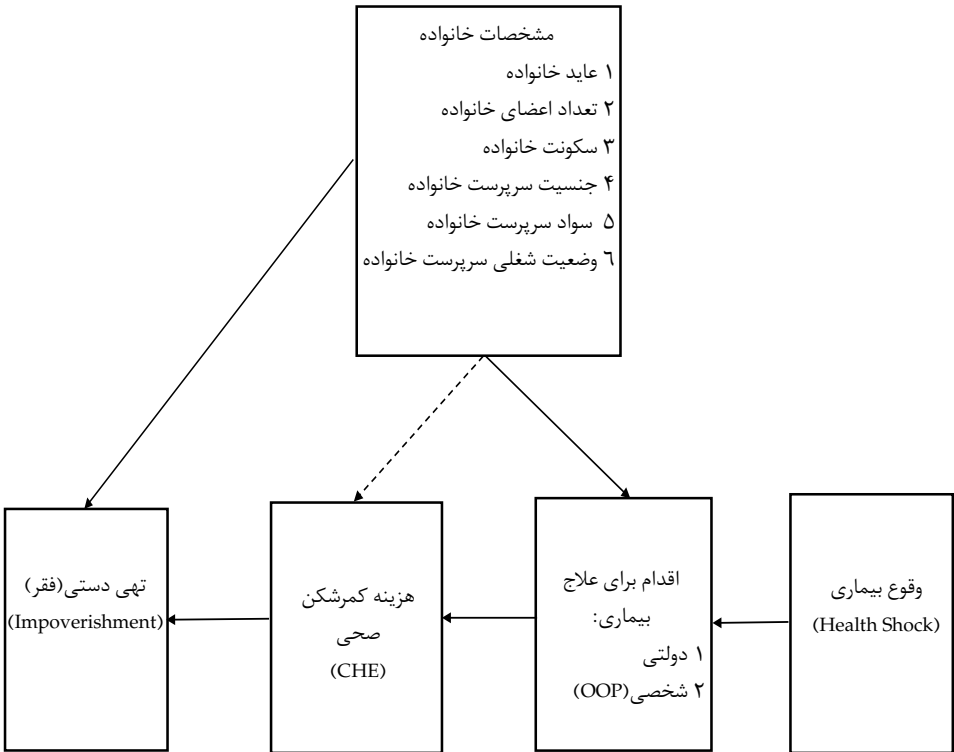 مشخصات خانواده
۱ عاید خانواده
۲ تعداد اعضای خانواده
۳ سکونت خانواده
۴ جنسیت سرپرست خانواده
۵ سواد سرپرست خانواده
٦ وضعیت شغلی سرپرست خانواده
وقوع بیماری
(Health Shock)
اقدام برای علاج
بیماری:
۱ دولتی
۲ شخصی(OOP)
هزینه کمرشکن
صحی
(CHE)
تهی دستی(فقر)
(Impoverishment)